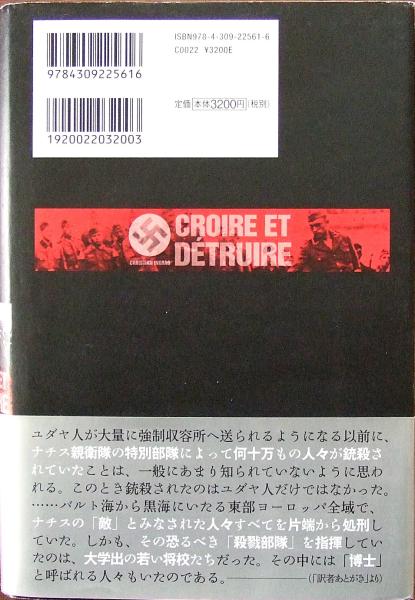 ISBN978-4-309-22561-6
C0022 ¥3200E
9784309225616
定価 本体3200円(税別)
1920022032003
CROIRE ET
DÉTRUIRE
CHRISTIAN INGRAO
ユダヤ人が大量に強制収容所へ送られるようになる以前に、
ナチス親衛隊の特別部隊によって何十万もの人々が銃殺さ
れていたことは、一般にあまり知られていないように思わ
れる。このとき銃殺されたのはユダヤ人だけではなかった。
……バルト海から黒海にいたる東部ヨーロッパ全域で、
ナチスの「敵」とみなされた人々すべてを片端から処刑し
ていた。しかも、その恐るべき「殺戮部隊」を指揮してい
たのは、大学出の若い将校たちだった。その中には「博士」
と呼ばれる人々もいたのである。——(「訳者あとがき」より)